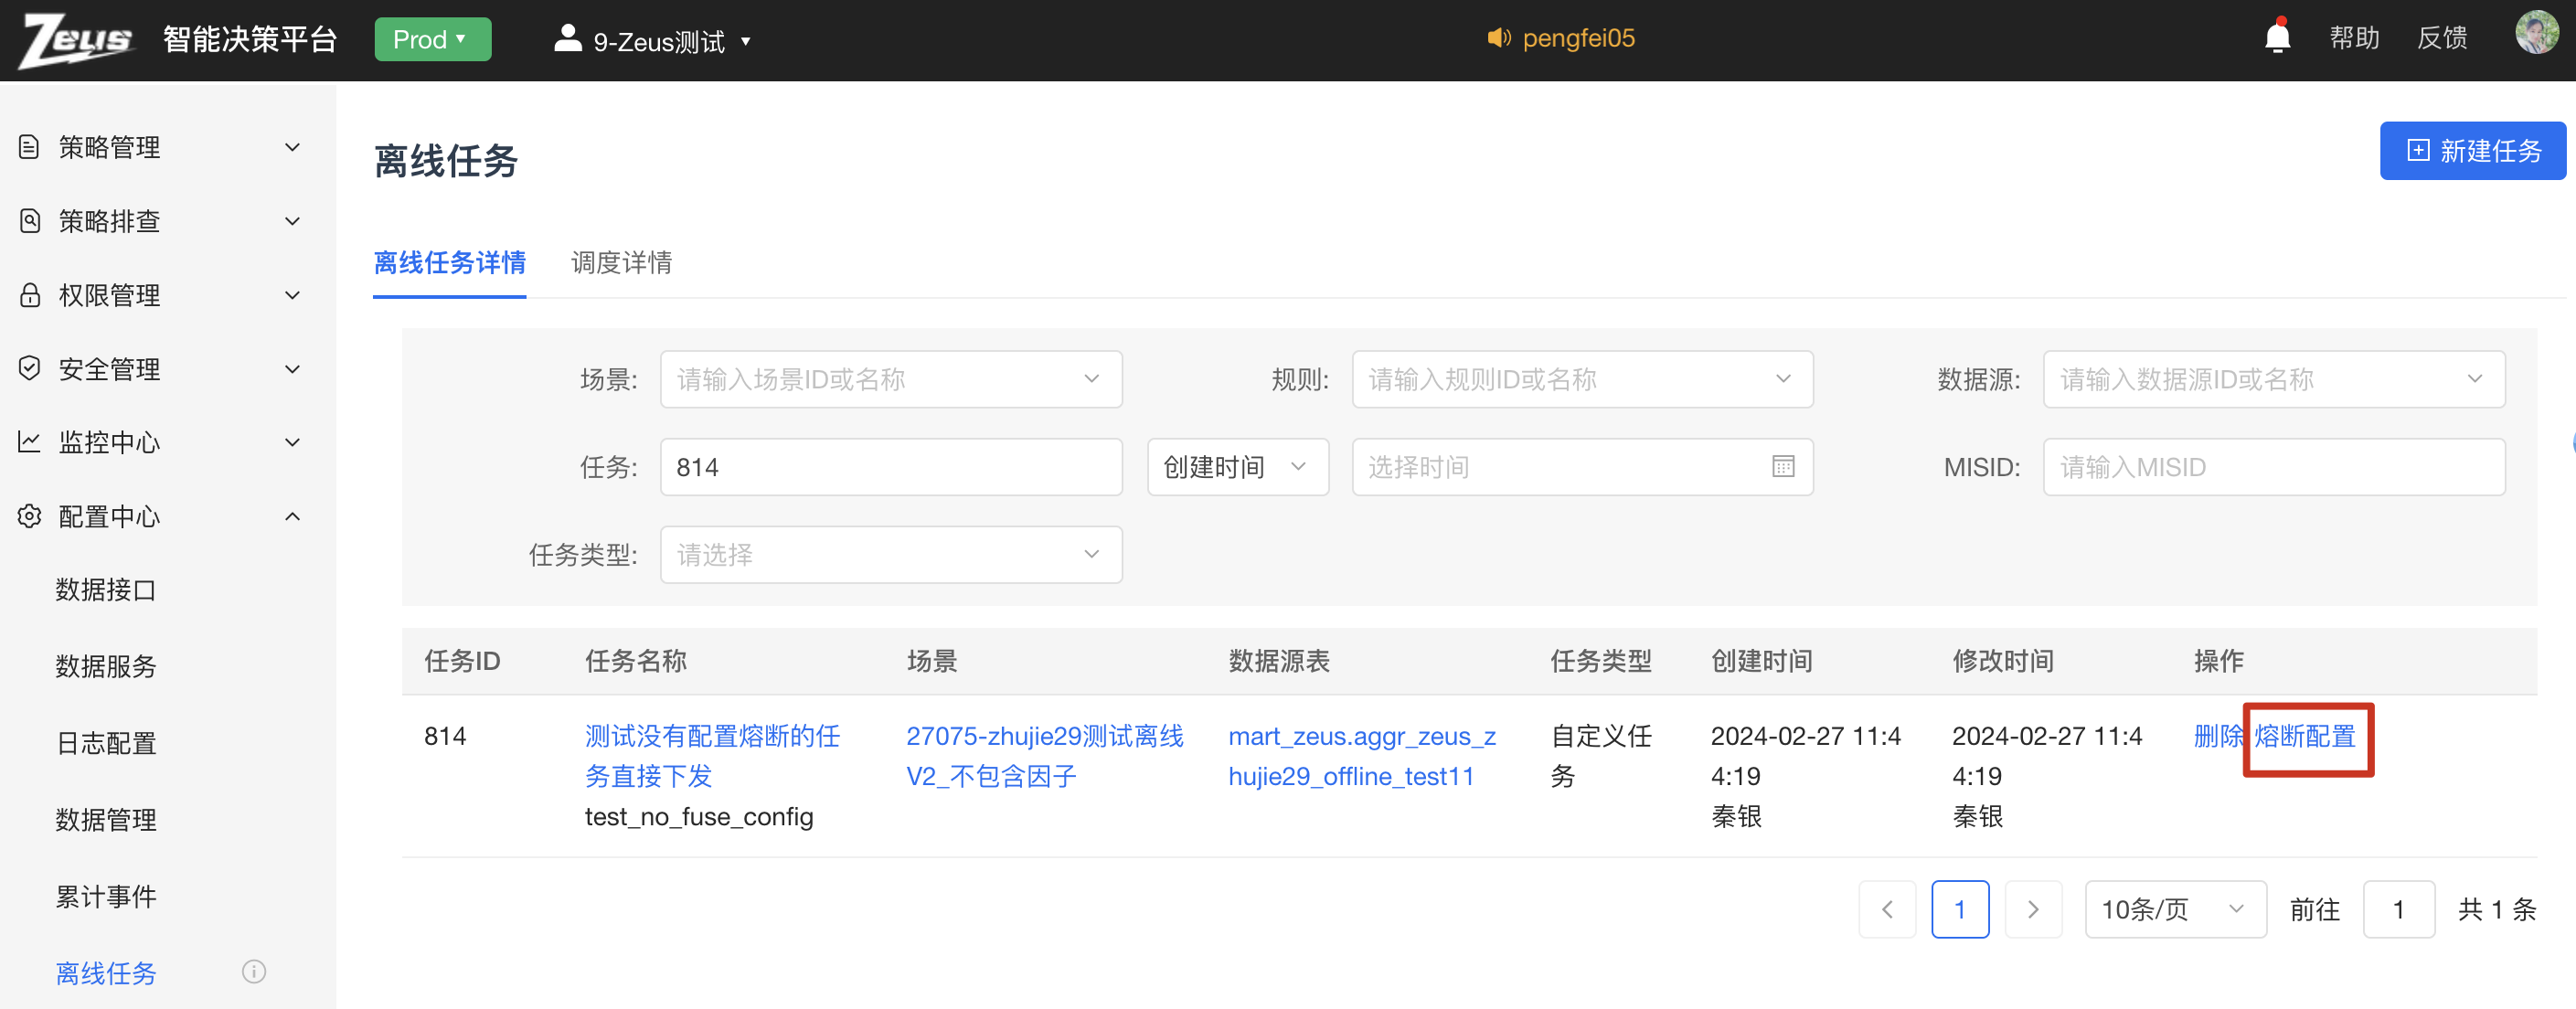 Zeus 智能决策平台 Prod 9-Zeus测试 pengfei05 帮助 反馈
策略管理
策略排查
权限管理
安全管理
监控中心
配置中心
数据接口
数据服务
日志配置
数据管理
累计事件
离线任务
离线任务
新建任务
离线任务详情 调度详情
场景: 请输入场景ID或名称 规则: 请输入规则ID或名称 数据源: 请输入数据源ID或名称
任务: 814 创建时间 选择时间 MISID: 请输入MISID
任务类型: 请选择
任务ID 任务名称 场景 数据源表 任务类型 创建时间 修改时间 操作
814 测试没有配置熔断的任 27075-zhujie29测试离线 mart_zeus.aggr_zeus_z 自定义任 2024-02-27 11:4 2024-02-27 11:4 删除 熔断配置
务直接下发 V2_不包含因子 hujie29_offline_test11 务 4:19 4:19
test_no_fuse_config 秦银 秦银
1 10条/页 前往 1 共 1 条